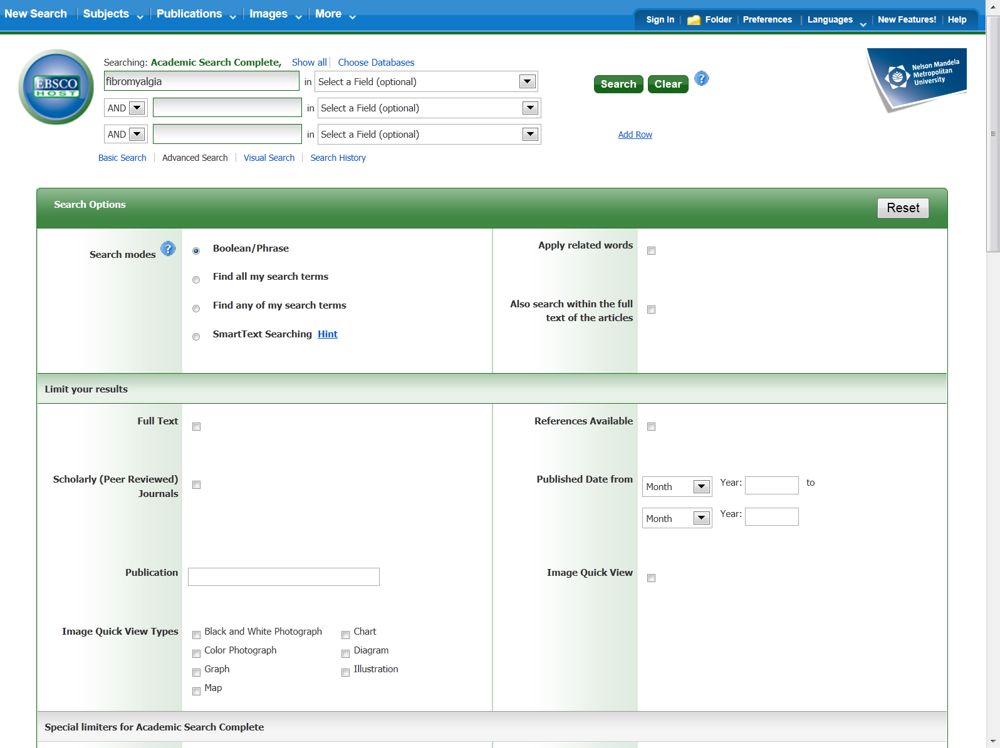 New Search Subjects Publications Images More
Sign In Folder Preferences Languages New Features! Help
Searching: Academic Search Complete, Show all Choose Databases
EBSCO
HOST
fibromyalgia in Select a Field (optional) Search Clear ?
Nelson Mandela
Metropolitan
University
AND in Select a Field (optional)
AND in Select a Field (optional) Add Row
Basic Search Advanced Search Visual Search Search History
Search Options Reset
Search modes ? Boolean/Phrase Apply related words
Find all my search terms
Find any of my search terms Also search within the full
text of the articles
SmartText Searching Hint
Limit your results
Full Text References Available
Scholarly (Peer Reviewed)
Journals
Published Date from Month Year: to
Month Year:
Publication Image Quick View
Image Quick View Types Black and White Photograph Chart
Color Photograph Diagram
Graph Illustration
Map
Special limiters for Academic Search Complete